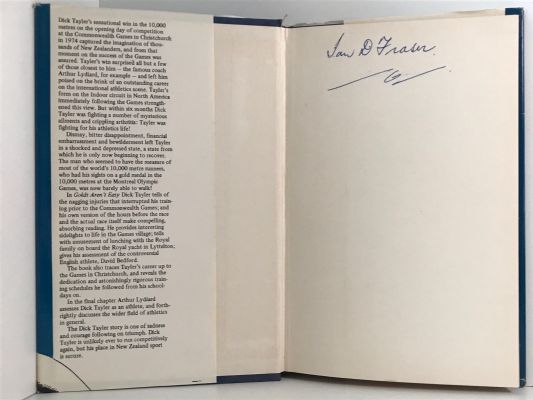 Dick Tayler's sensational win in the 10,000
metres on the opening day of competition
at the Commonwealth Games in Christchurch
in 1974 captured the imagination of thou-
sands of New Zealanders, and from that
moment on the success of the Games was
assured. Tayler's win surprised all but a few
of those closest to him – the famous coach
Arthur Lydiard, for example – and left him
poised on the brink of an outstanding career
on the international athletics scene. Tayler's
form on the Indoor circuit in North America
immediately following the Games strength-
ened this view. But within six months Dick
Tayler was fighting a number of mysterious
ailments and crippling arthritis: Tayler was
fighting for his athletics life!
Dismay, bitter disappointment, financial
embarrassment and bewilderment left Tayler
in a shocked and depressed state, a state from
which he is only now beginning to recover.
The man who seemed to have the measure of
most of the world's 10,000 metre runners,
who had his sights on a gold medal in the
10,000 metres at the Montreal Olympic
Games, was now barely able to walk!
In Golds Aren't Easy Dick Tayler tells of
the nagging injuries that interrupted his train-
ing prior to the Commonwealth Games; and
his own version of the hours before the race
and the actual race itself make compelling,
absorbing reading. He provides interesting
sidelights to life in the Games village; tells
with amusement of lunching with the Royal
family on board the Royal yacht in Lyttelton;
gives his assessment of the controversial
English athlete, David Bedford.
The book also traces Tayler's career up to
the Games in Christchurch, and reveals the
dedication and astonishingly rigorous train-
ing schedules he followed from his school-
days on.
In the final chapter Arthur Lydiard
assesses Dick Tayler as an athlete, and forth-
rightly discusses the wider field of athletics
in general.
The Dick Tayler story is one of sadness
and courage following on triumph. Dick
Tayler is unlikely ever to run competitively
again, but his place in New Zealand sport
is secure.
Ian D Fraser.